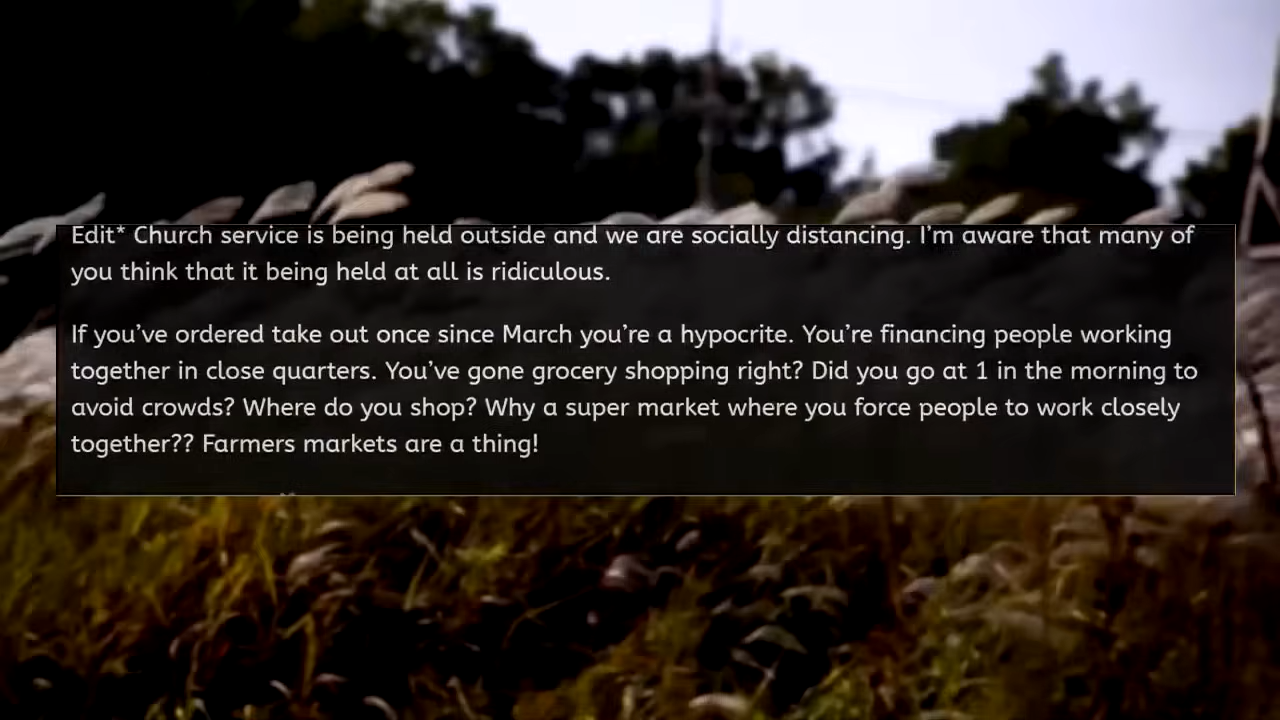 Edit* Church service is being held outside and we are socially distancing. I'm aware that many of
you think that it being held at all is ridiculous.
If you've ordered take out once since March you're a hypocrite. You're financing people working
together in close quarters. You've gone grocery shopping right? Did you go at 1 in the morning to
avoid crowds? Where do you shop? Why a super market where you force people to work closely
together?? Farmers markets are a thing!